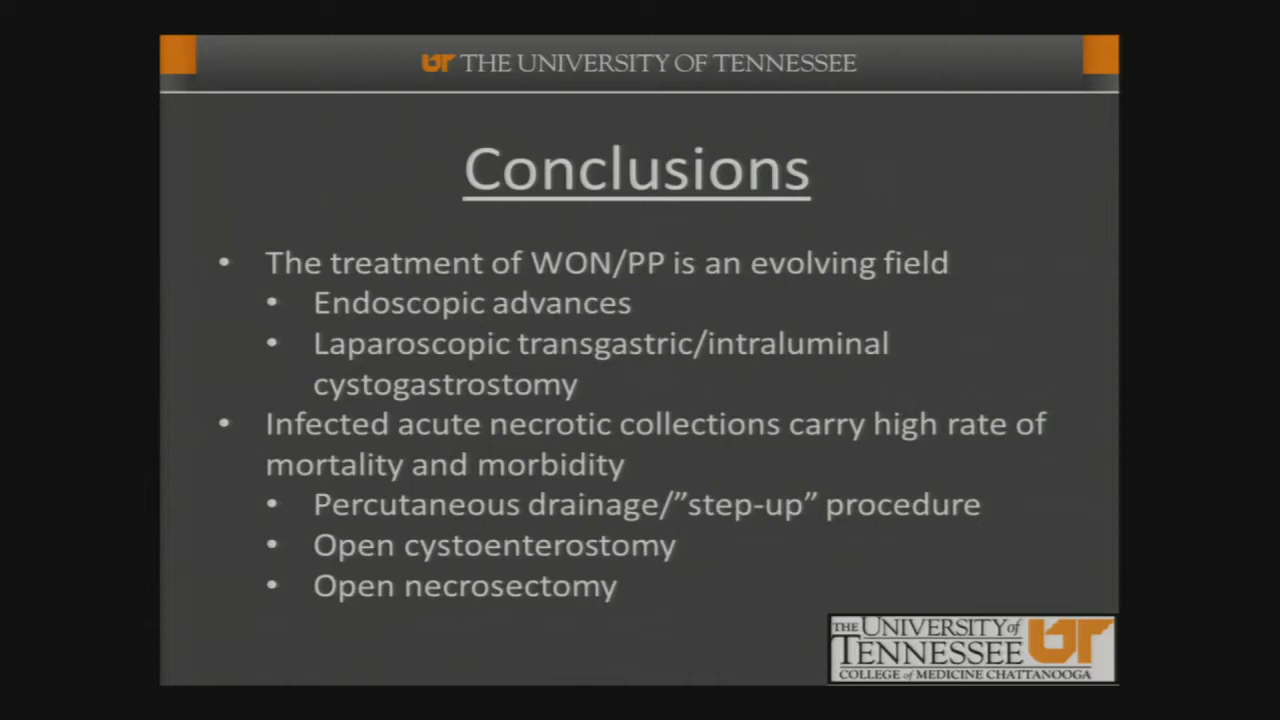 UT THE UNIVERSITY OF TENNESSEE
Conclusions
• The treatment of WON/PP is an evolving field
• Endoscopic advances
• Laparoscopic transgastric/intraluminal
cystogastrostomy
• Infected acute necrotic collections carry high rate of
mortality and morbidity
• Percutaneous drainage/”step-up” procedure
• Open cystoenterostomy
• Open necrosectomy
THE UNIVERSITY of
TENNESSEE UT
COLLEGE of MEDICINE CHATTANOOGA